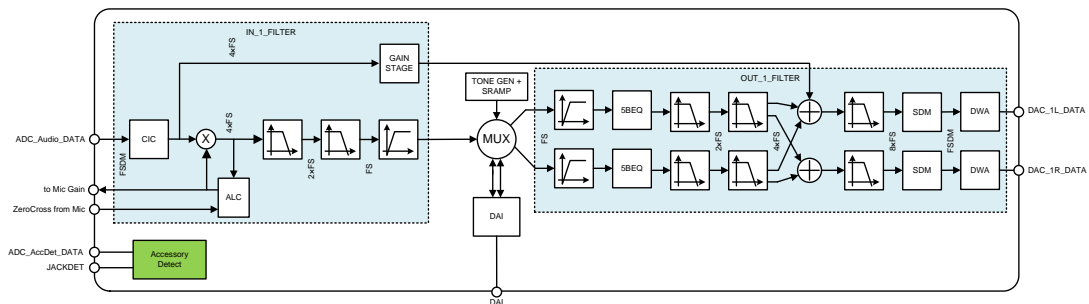 IN_1_FILTER
4xFS
GAIN
STAGE
TONE GEN +
SRAMP
OUT_1_FILTER
ADC_Audio_DATA
FSDM
CIC
X
4xFS
2xFS
FS
MUX
FS
5BEQ
2xFS
4xFS
8xFS
SDM
FSDM
DWA
DAC_1L_DATA
5BEQ
SDM
DWA
DAC_1R_DATA
to Mic Gain
ALC
ZeroCross from Mic
DAI
ADC_AccDet_DATA
JACKDET
Accessory
Detect
DAI